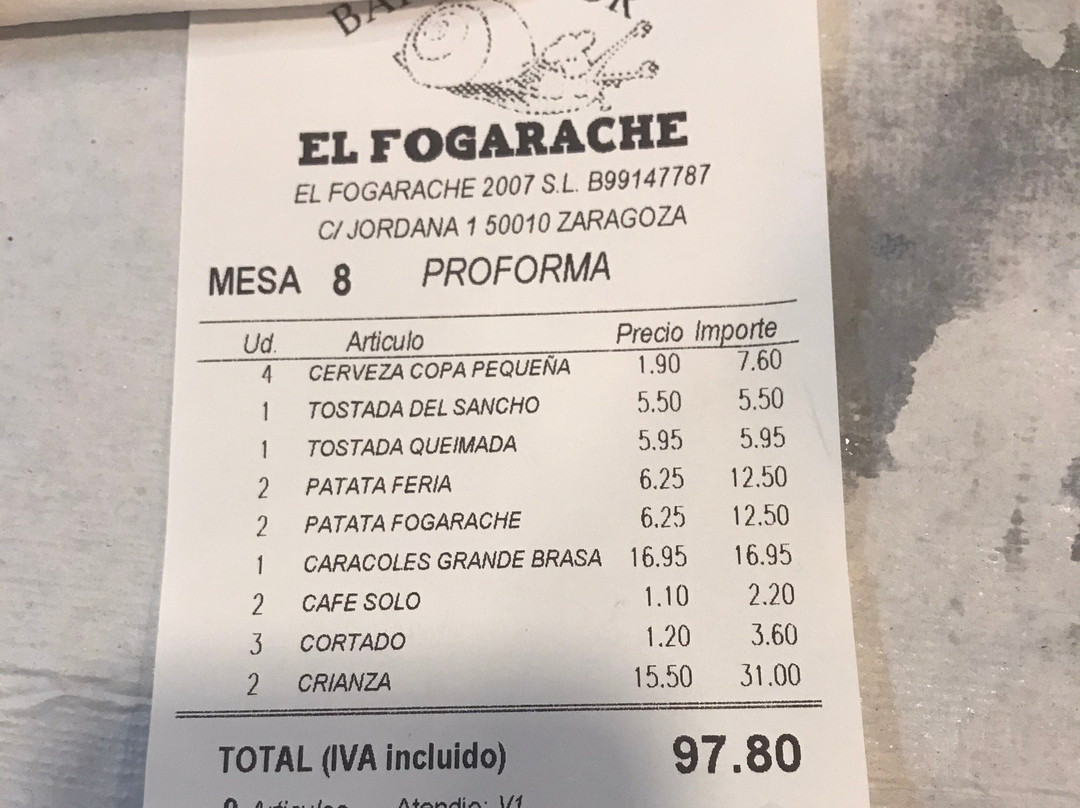 EL FOGARACHE
EL FOGARACHE 2007 S.L. B99147787
C/ JORDANA 1 50010 ZARAGOZA
MESA 8 PROFORMA
Ud. Articulo Precio Importe
4 CERVEZA COPA PEQUEÑA 1.90 7.60
1 TOSTADA DEL SANCHO 5.50 5.50
1 TOSTADA QUEIMADA 5.95 5.95
2 PATATA FERIA 6.25 12.50
2 PATATA FOGARACHE 6.25 12.50
1 CARACOLES GRANDE BRASA 16.95 16.95
2 CAFE SOLO 1.10 2.20
3 CORTADO 1.20 3.60
2 CRIANZA 15.50 31.00
TOTAL (IVA incluido) 97.80
Articulos Atendio: V1